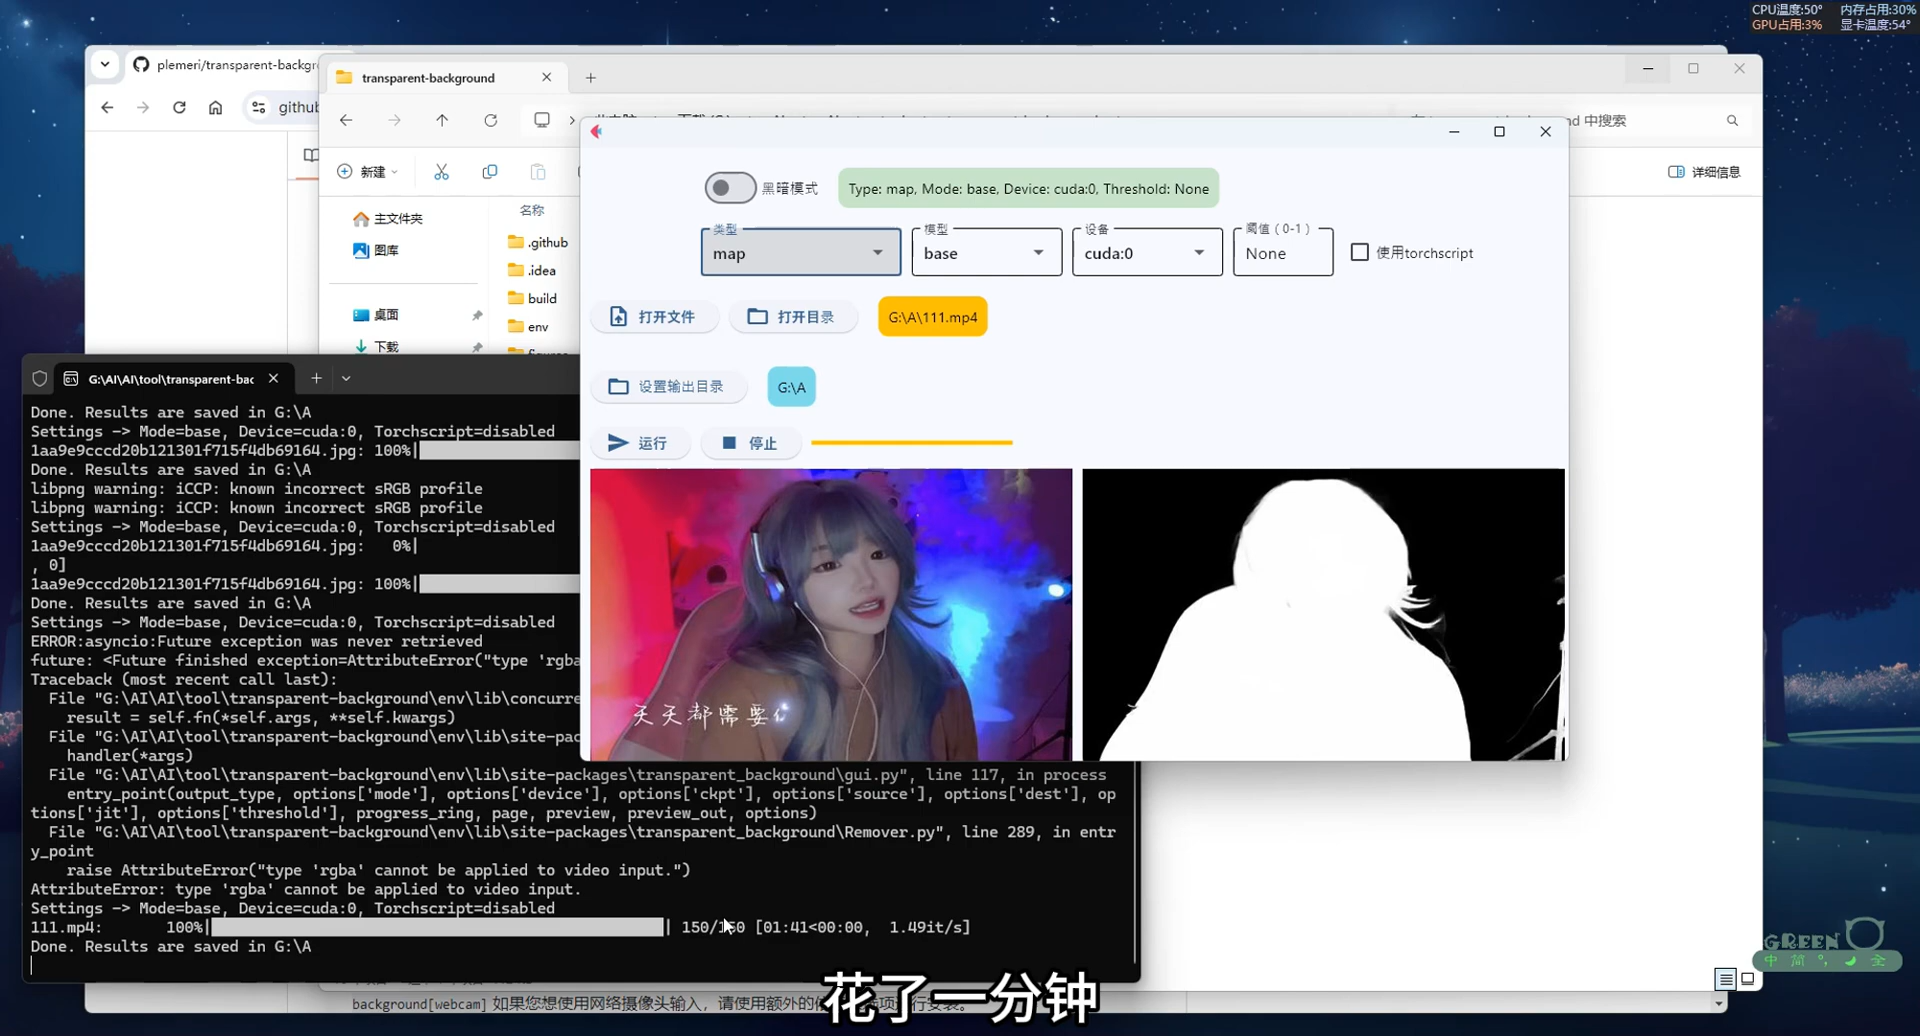 CPU温度:50° 内存占用:30%
GPU占用:3% 显卡温度:54°
plemeri/transparent-backgr
transparent-background
github
nd 中搜索
新建
详细信息
名称
主文件夹
图库
桌面
下载
.github
.idea
build
env
黑暗模式
Type: map, Mode: base, Device: cuda:0, Threshold: None
类型
map
模型
base
设备
cuda:0
阈值（0-1）
None
使用torchscript
打开文件
打开目录
G:\A\111.mp4
设置输出目录
G:\A
运行
停止
天天都需要
G:\AI\AI\tool\transparent-bac
Done. Results are saved in G:\A
Settings -> Mode=base, Device=cuda:0, Torchscript=disabled
1aa9e9cccd20b121301f715f4db69164.jpg: 100%|
Done. Results are saved in G:\A
libpng warning: iCCP: known incorrect sRGB profile
libpng warning: iCCP: known incorrect sRGB profile
Settings -> Mode=base, Device=cuda:0, Torchscript=disabled
1aa9e9cccd20b121301f715f4db69164.jpg: 0%|
, 0]
1aa9e9cccd20b121301f715f4db69164.jpg: 100%|
Done. Results are saved in G:\A
Settings -> Mode=base, Device=cuda:0, Torchscript=disabled
ERROR:asyncio:Future exception was never retrieved
future: <Future finished exception=AttributeError("type 'rgba
Traceback (most recent call last):
File "G:\AI\AI\tool\transparent-background\env\lib\concurre
result = self.fn(*self.args, **self.kwargs)
File "G:\AI\AI\tool\transparent-background\env\lib\site-pac
handler(*args)
File "G:\AI\AI\tool\transparent-background\env\lib\site-packages\transparent_background\gui.py", line 117, in process
entry_point(output_type, options['mode'], options['device'], options['ckpt'], options['source'], options['dest'], op
tions['jit'], options['threshold'], progress_ring, page, preview, preview_out, options)
File "G:\AI\AI\tool\transparent-background\env\lib\site-packages\transparent_background\Remover.py", line 289, in entr
y_point
raise AttributeError("type 'rgba' cannot be applied to video input.")
AttributeError: type 'rgba' cannot be applied to video input.
Settings -> Mode=base, Device=cuda:0, Torchscript=disabled
111.mp4: 100%| | 150/150 [01:41<00:00, 1.49it/s]
Done. Results are saved in G:\A
GREEN
中 简 °, 全
background[webcam] 如果您想使用网络摄像头输入，请使用额外的
花了一分钟